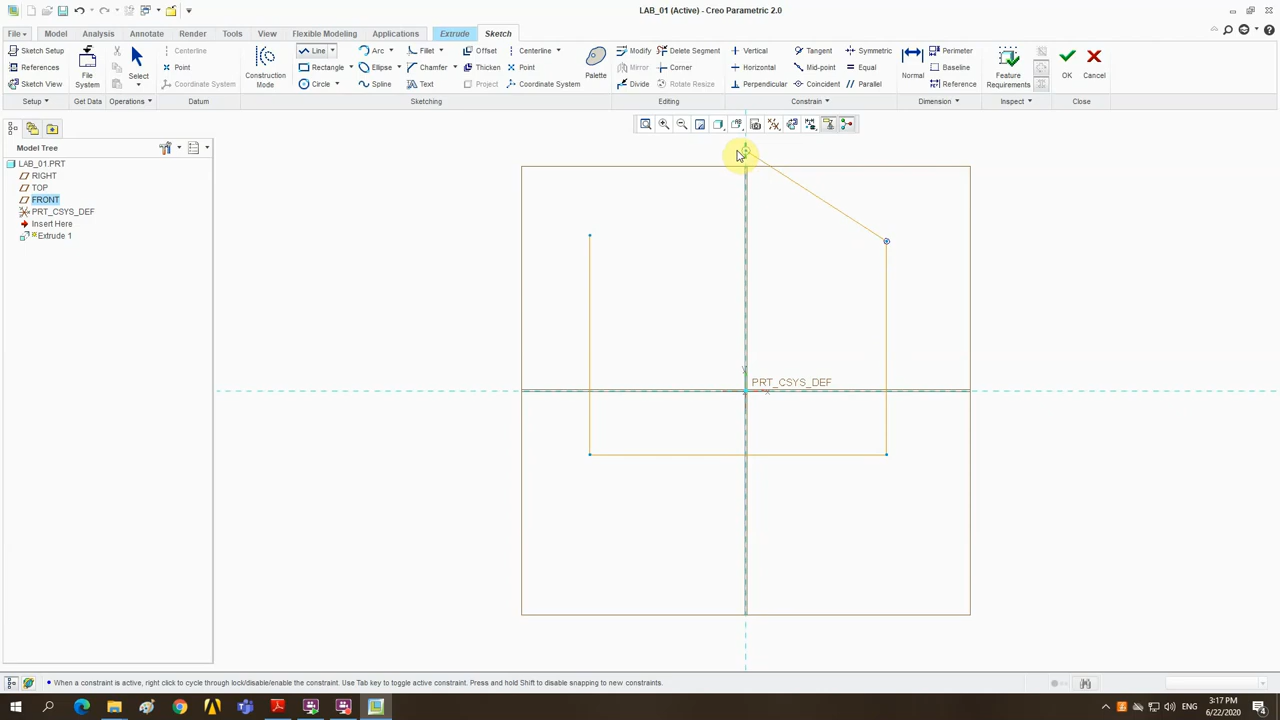 LAB_01 (Active) - Creo Parametric 2.0
File Model Analysis Annotate Render Tools View Flexible Modeling Applications Extrude Sketch
Sketch Setup
References
Sketch View
Setup
File System
Get Data
Select
Operations
Centerline
Point
Coordinate System
Datum
Construction Mode
Line Arc Fillet Offset Centerline
Rectangle Ellipse Chamfer Thicken Point
Circle Spline Text Project Coordinate System
Palette
Sketching
Modify Delete Segment
Mirror Corner
Divide Rotate Resize
Editing
Vertical Tangent Symmetric
Horizontal Mid-point Equal
Perpendicular Coincident Parallel
Constrain
Normal
Perimeter
Baseline
Reference
Dimension
Feature Requirements
Inspect
OK Cancel
Close
Model Tree
LAB_01.PRT
RIGHT
TOP
FRONT
PRT_CSYS_DEF
Insert Here
Extrude 1
PRT_CSYS_DEF
y
x
When a constraint is active, right click to cycle through lock/disable/enable the constraint. Use Tab key to toggle active constraint. Press and hold Shift to disable snapping to new constraints.
ENG
3:17 PM
6/22/2020
4